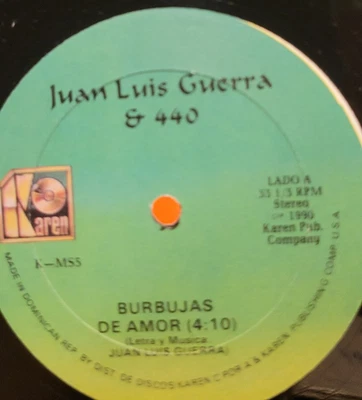 Juan Luis Guerra
& 440
Karen
K-MS5
LADO A
33 1/3 RPM
Stereo
1990
Karen Pub.
Company
BURBUJAS
DE AMOR (4:10)
(Letra y Musica
JUAN LUIS GUERRA)
MADE IN DOMINICAN REP. BY DIST. DE DISCOS KAREN C POR A & KAREN PUBLISHING COMP. U.S.A.